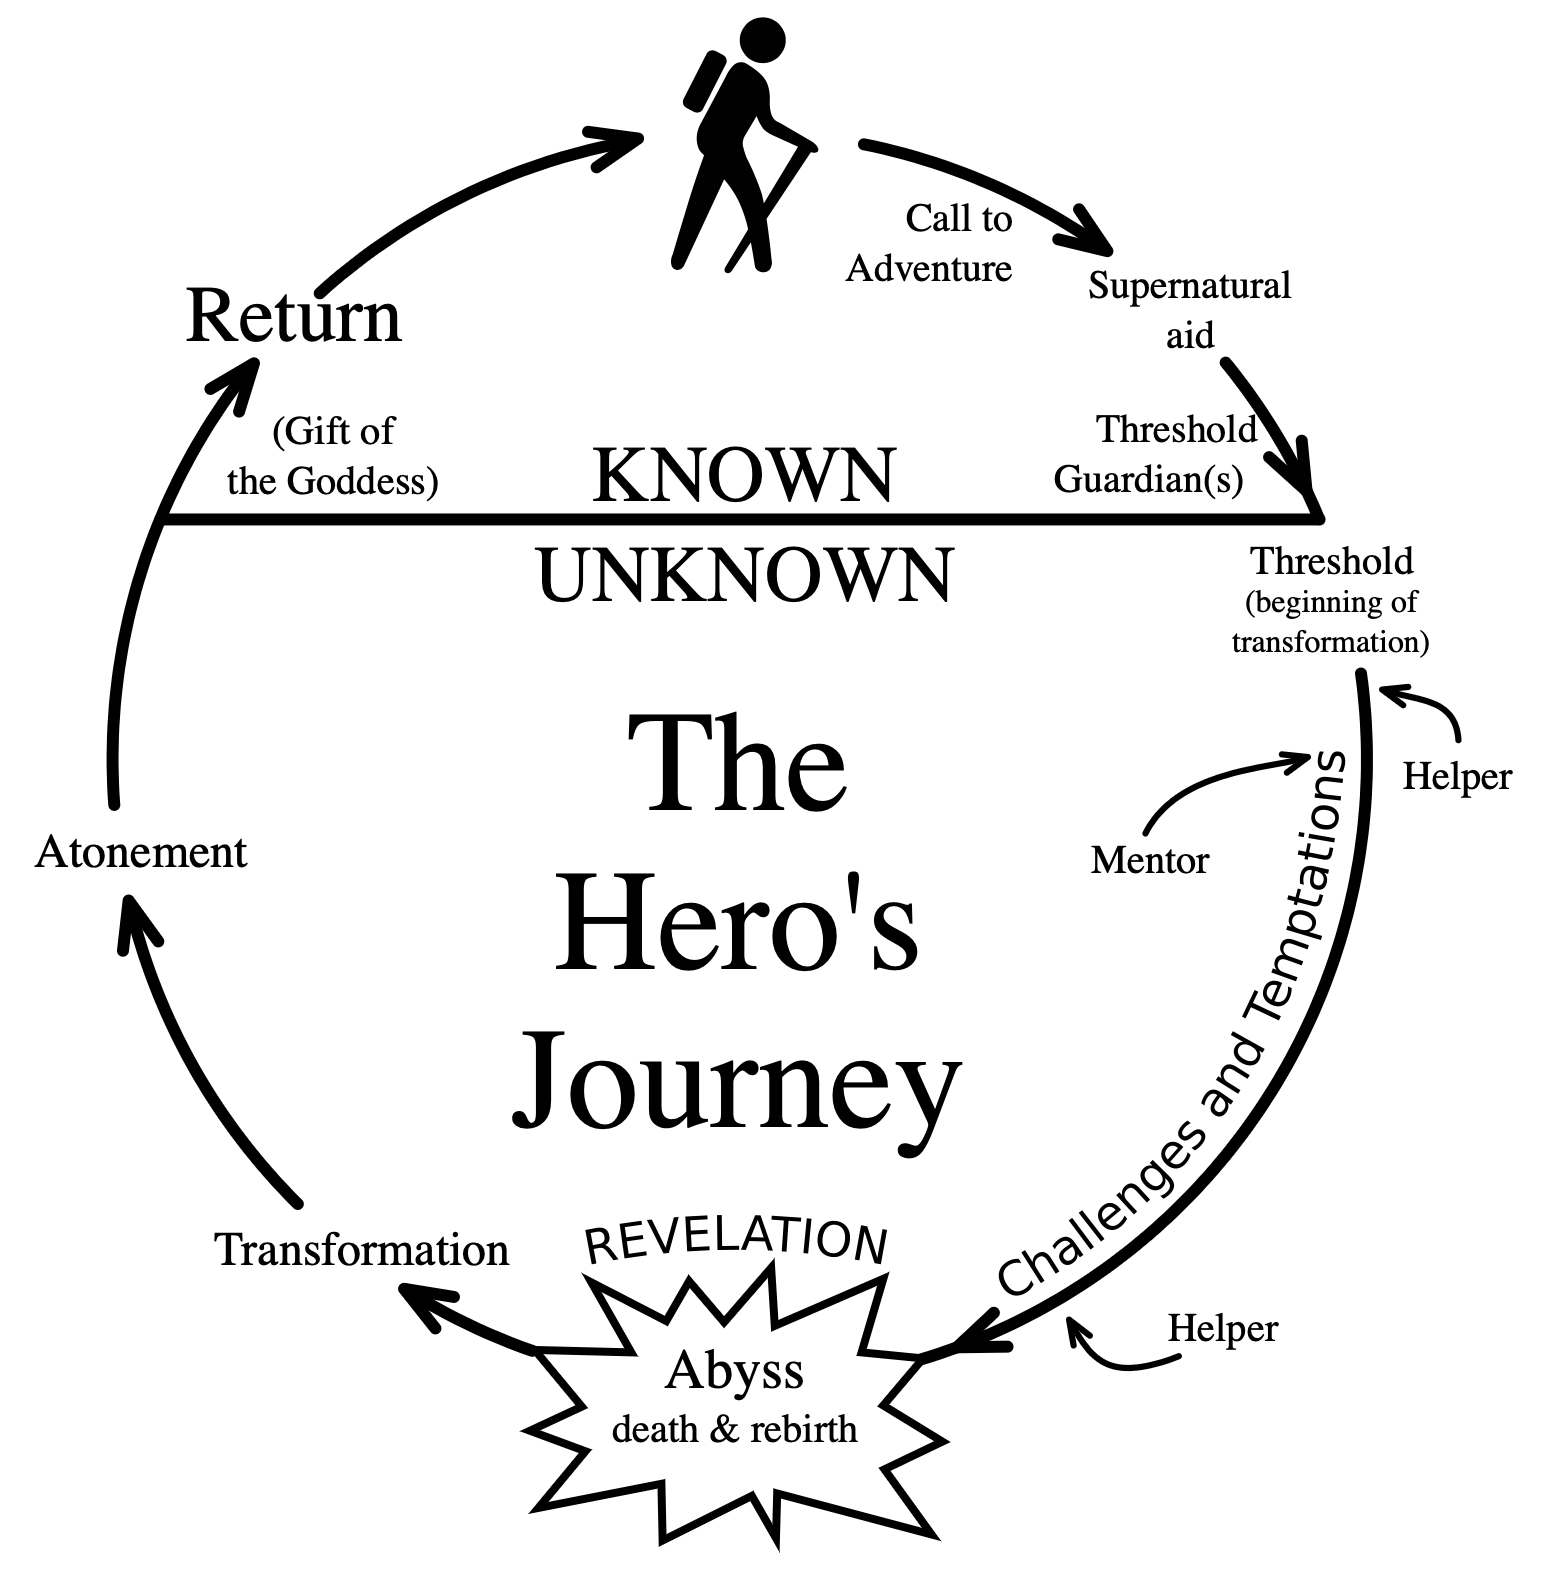 Call to
Adventure
Supernatural
aid
Return
(Gift of
the Goddess)
KNOWN
Threshold
Guardian(s)
UNKNOWN
Threshold
(beginning of
transformation)
Helper
Mentor
Challenges and Temptations
The
Hero's
Journey
Atonement
Transformation
REVELATION
Abyss
death & rebirth
Helper